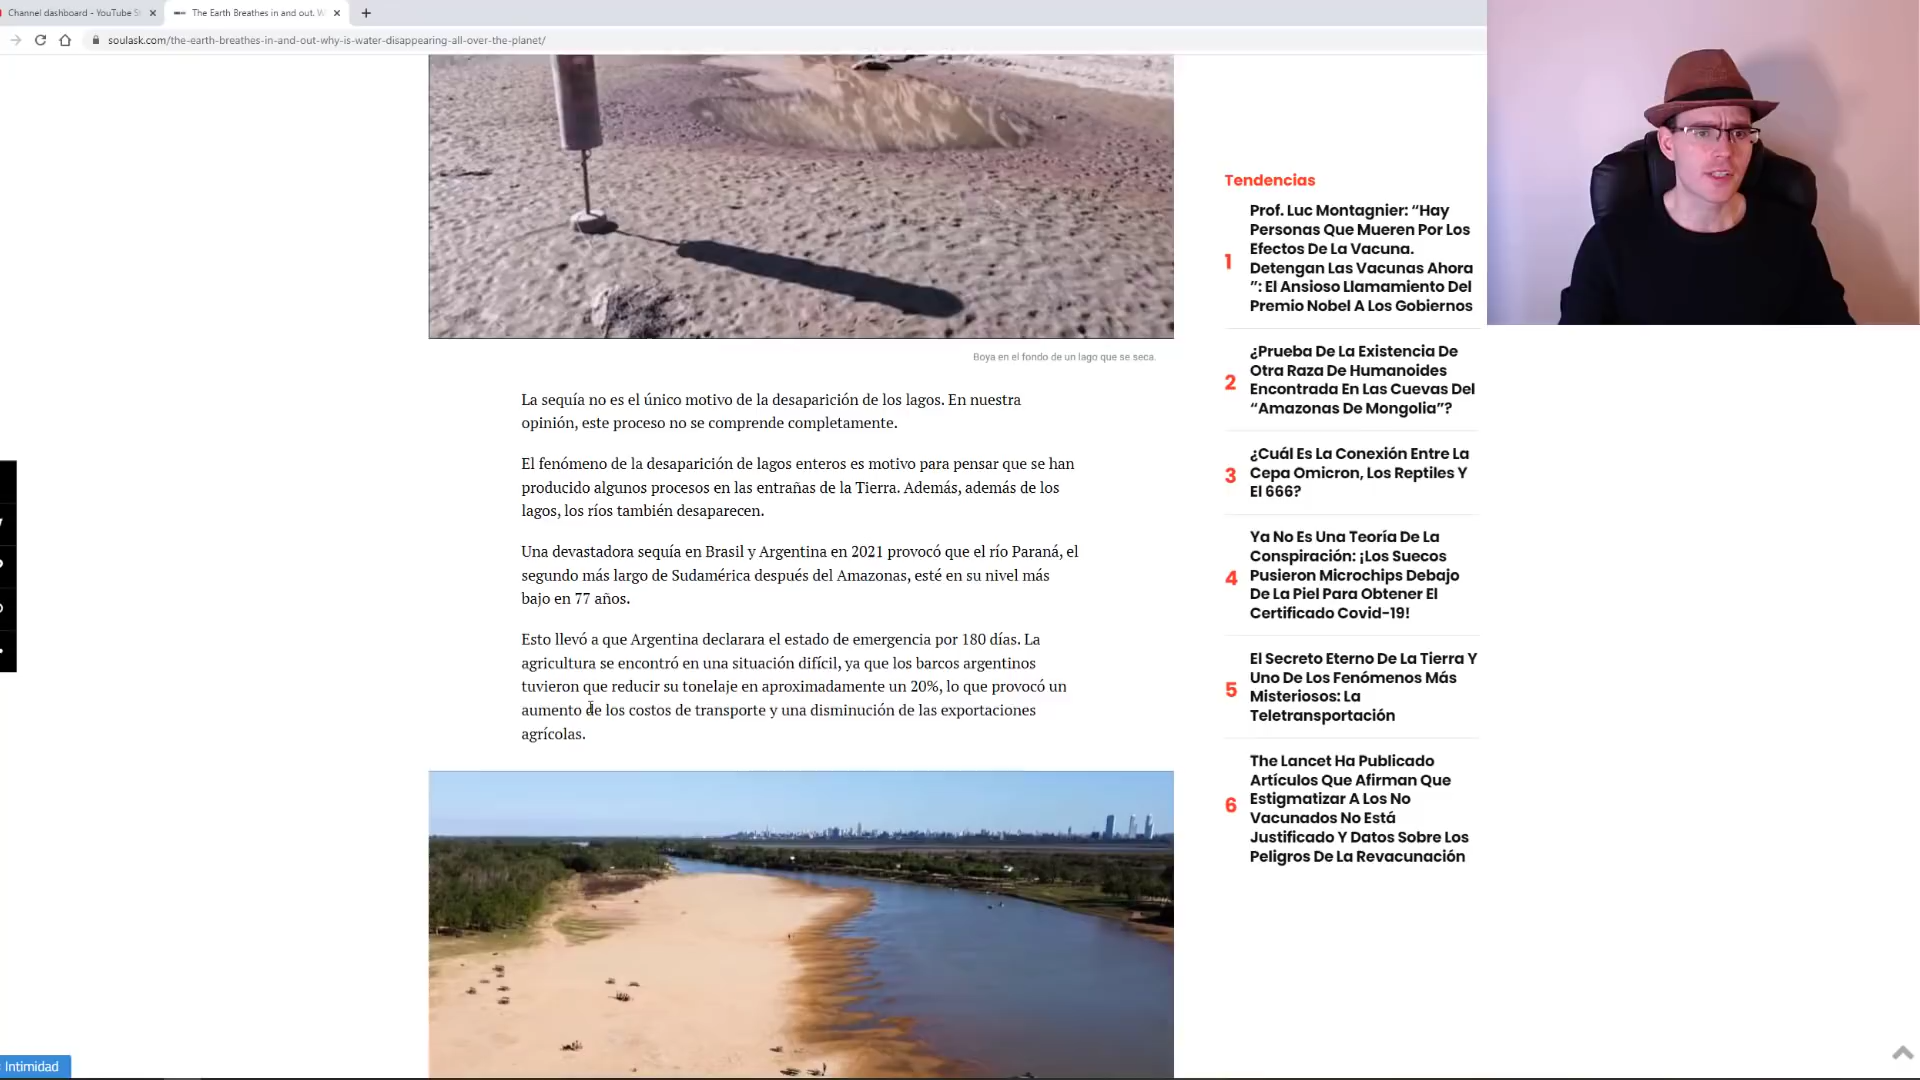 Channel dashboard - YouTube S
The Earth Breathes in and out. W
soulask.com/the-earth-breathes-in-and-out-why-is-water-disappearing-all-over-the-planet/
Boya en el fondo de un lago que se seca.
La sequía no es el único motivo de la desaparición de los lagos. En nuestra
opinión, este proceso no se comprende completamente.
El fenómeno de la desaparición de lagos enteros es motivo para pensar que se han
producido algunos procesos en las entrañas de la Tierra. Además, además de los
lagos, los ríos también desaparecen.
Una devastadora sequía en Brasil y Argentina en 2021 provocó que el río Paraná, el
segundo más largo de Sudamérica después del Amazonas, esté en su nivel más
bajo en 77 años.
Esto llevó a que Argentina declarara el estado de emergencia por 180 días. La
agricultura se encontró en una situación difícil, ya que los barcos argentinos
tuvieron que reducir su tonelaje en aproximadamente un 20%, lo que provocó un
aumento de los costos de transporte y una disminución de las exportaciones
agrícolas.
Tendencias
1
Prof. Luc Montagnier: “Hay
Personas Que Mueren Por Los
Efectos De La Vacuna.
Detengan Las Vacunas Ahora
”: El Ansioso Llamamiento Del
Premio Nobel A Los Gobiernos
2
¿Prueba De La Existencia De
Otra Raza De Humanoides
Encontrada En Las Cuevas Del
“Amazonas De Mongolia”?
3
¿Cuál Es La Conexión Entre La
Cepa Omicron, Los Reptiles Y
El 666?
4
Ya No Es Una Teoría De La
Conspiración: ¡Los Suecos
Pusieron Microchips Debajo
De La Piel Para Obtener El
Certificado Covid-19!
5
El Secreto Eterno De La Tierra Y
Uno De Los Fenómenos Más
Misteriosos: La
Teletransportación
6
The Lancet Ha Publicado
Artículos Que Afirman Que
Estigmatizar A Los No
Vacunados No Está
Justificado Y Datos Sobre Los
Peligros De La Revacunación
Intimidad